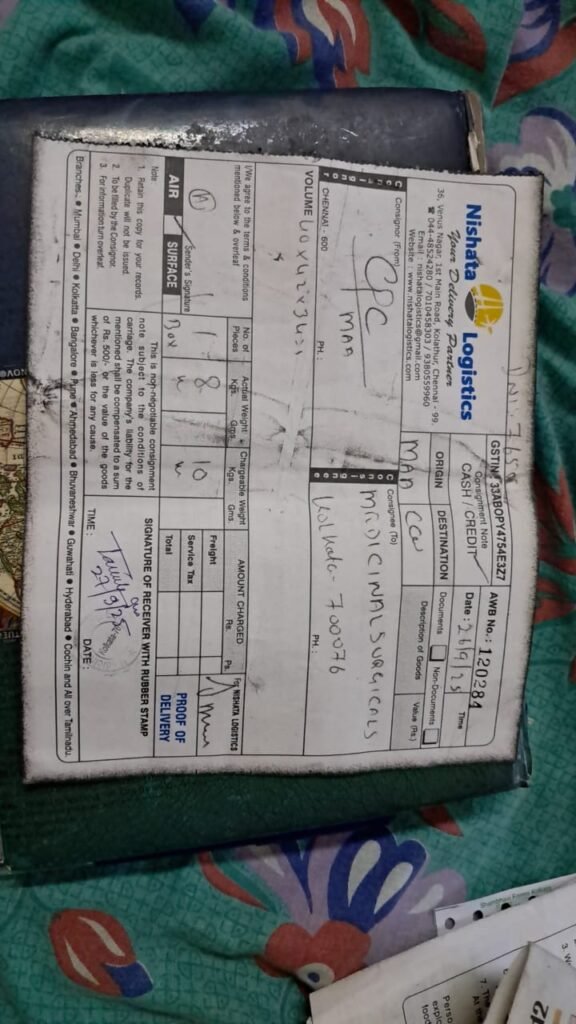 Nishata Logistics
Your Delivery Partner
36, Venus Nagar, 1st Main Road, Kolathur, Chennai - 99.
☎ 044-48524280 / 7010458303 / 9380559960
Email : nishatalogistics@gmail.com
Website : www.nishatalogistics.com
GSTIN: 33ABOPY4754E3Z7
Consignment Note
CASH / CREDIT
AWB No.: 120284
Date : 26/9/25
Time
ORIGIN
DESTINATION
MAA
CCU
Documents
Non-Documents
Description of Goods
Value (Rs.)
Consignor (From)
CPC
MAA
CHENNAI - 600
PH. :
Consignee (To)
MEDICINAL SURGICALS
Kolkata - 700076
PH. :
VOLUME 40x42x34=1
I/We agree to the terms & conditions
mentioned below & overleaf
Sender's Signature
AIR
SURFACE
No. of
Pieces
Actual Weight
Kgs. Gms.
Chargeable Weight
Kgs. Gms.
1
Box
8
10
AMOUNT CHARGED
Rs. Ps.
Freight
Service Tax
Total
For NISHATA LOGISTICS
PROOF OF
DELIVERY
Note
1. Retain this copy for your records.
Duplicate will not be issued.
2. To be filled by the Consignor.
3. For information turn overleaf.
This is non-negotiable consignment
note subject to the conditions of
carriage. The company's liability for the
mentioned shall be compensated to a sum
of Rs. 500/- or the value of the goods
whichever is less for any cause.
SIGNATURE OF RECEIVER WITH RUBBER STAMP
27/9/25
TIME :
DATE :
Branches. ● Mumbai ● Delhi ● Kolkatta ● Bangalore ● Pune ● Ahmedabad ● Bhuvaneshwar ● Guwahati ● Hyderabad ● Cochin and All over Tamilnadu.